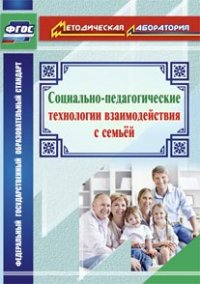 ФГОС
МЕТОДИЧЕСКАЯ ЛАБОРАТОРИЯ
Социально-педагогические
технологии взаимодействия
с семьёй
ФЕДЕРАЛЬНЫЙ ГОСУДАРСТВЕННЫЙ ОБРАЗОВАТЕЛЬНЫЙ СТАНДАРТ